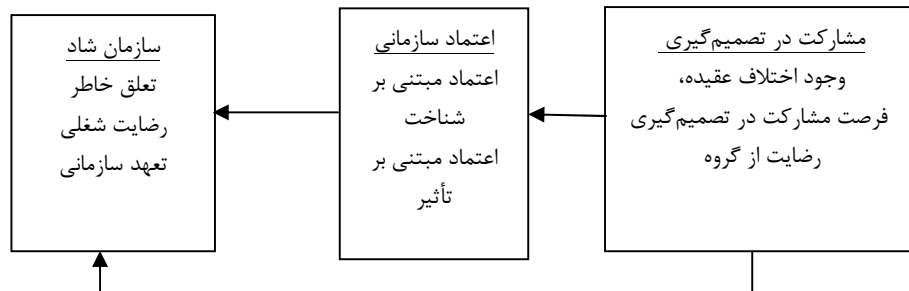 مشارکت در تصمیم‌گیری
وجود اختلاف عقیده،
فرصت مشارکت در تصمیم‌گیری
رضایت از گروه
اعتماد سازمانی
اعتماد مبتنی بر
شناخت
اعتماد مبتنی بر
تأثیر
سازمان شاد
تعلق خاطر
رضایت شغلی
تعهد سازمانی